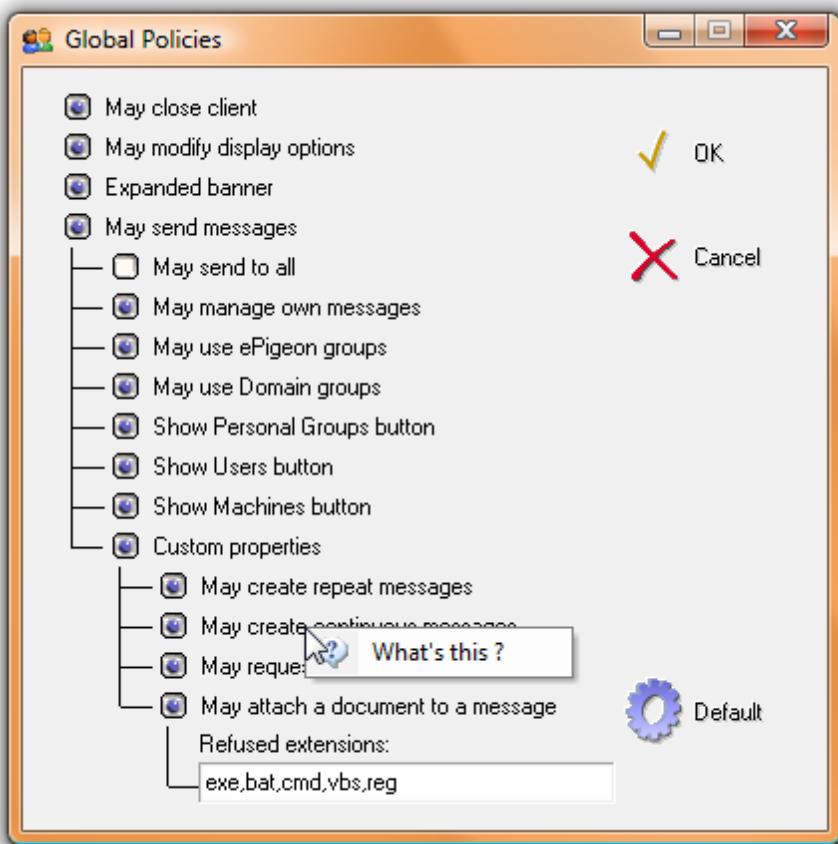 Global Policies
May close client
May modify display options
OK
Expanded banner
May send messages
Cancel
May send to all
May manage own messages
May use ePigeon groups
May use Domain groups
Show Personal Groups button
Show Users button
Show Machines button
Custom properties
May create repeat messages
May create continuous messages
What's this ?
May reque
May attach a document to a message
Default
Refused extensions:
exe,bat,cmd,vbs,reg